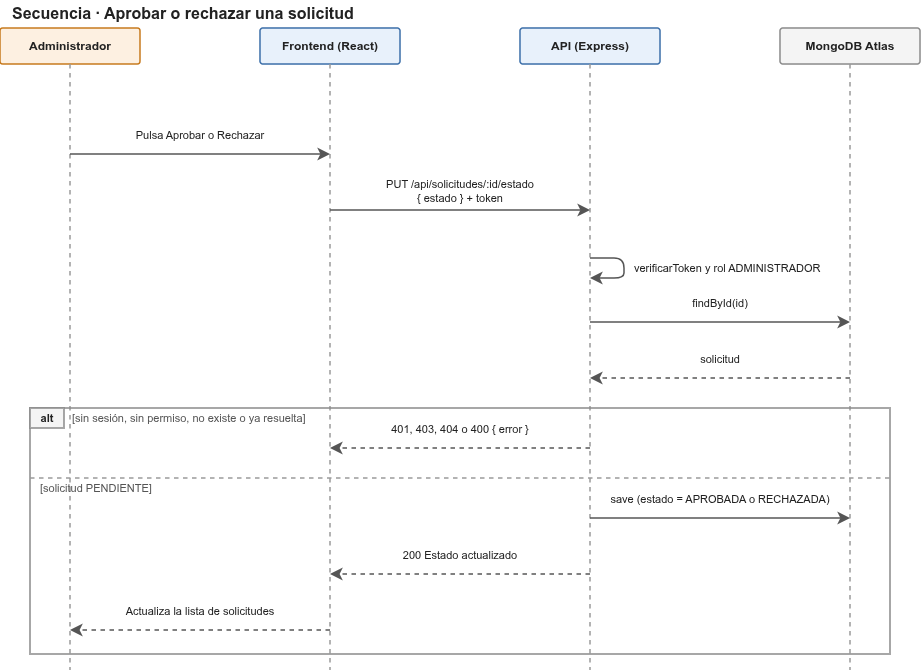 Secuencia · Aprobar o rechazar una solicitud
Administrador
Frontend (React)
API (Express)
MongoDB Atlas
Pulsa Aprobar o Rechazar
PUT /api/solicitudes/:id/estado
{ estado } + token
verificarToken y rol ADMINISTRADOR
findById(id)
solicitud
alt
[sin sesión, sin permiso, no existe o ya resuelta]
401, 403, 404 o 400 { error }
[solicitud PENDIENTE]
save (estado = APROBADA o RECHAZADA)
200 Estado actualizado
Actualiza la lista de solicitudes